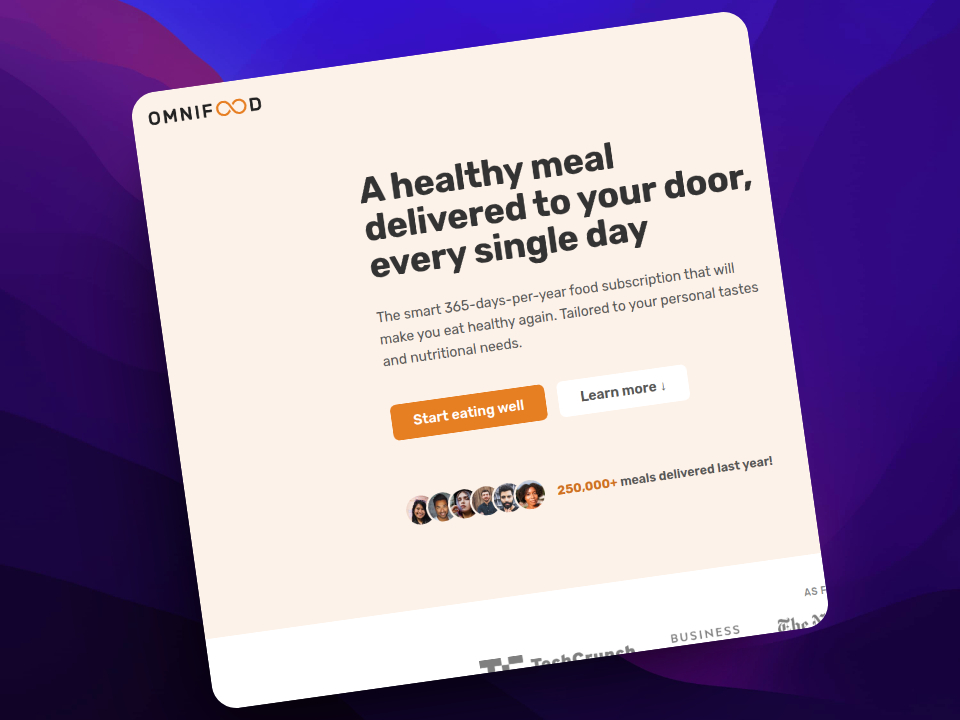 OMNIFOOD
A healthy meal
delivered to your door,
every single day
The smart 365-days-per-year food subscription that will
make you eat healthy again. Tailored to your personal tastes
and nutritional needs.
Start eating well
Learn more ↓
250,000+ meals delivered last year!
AS
TechCrunch
BUSINESS
The